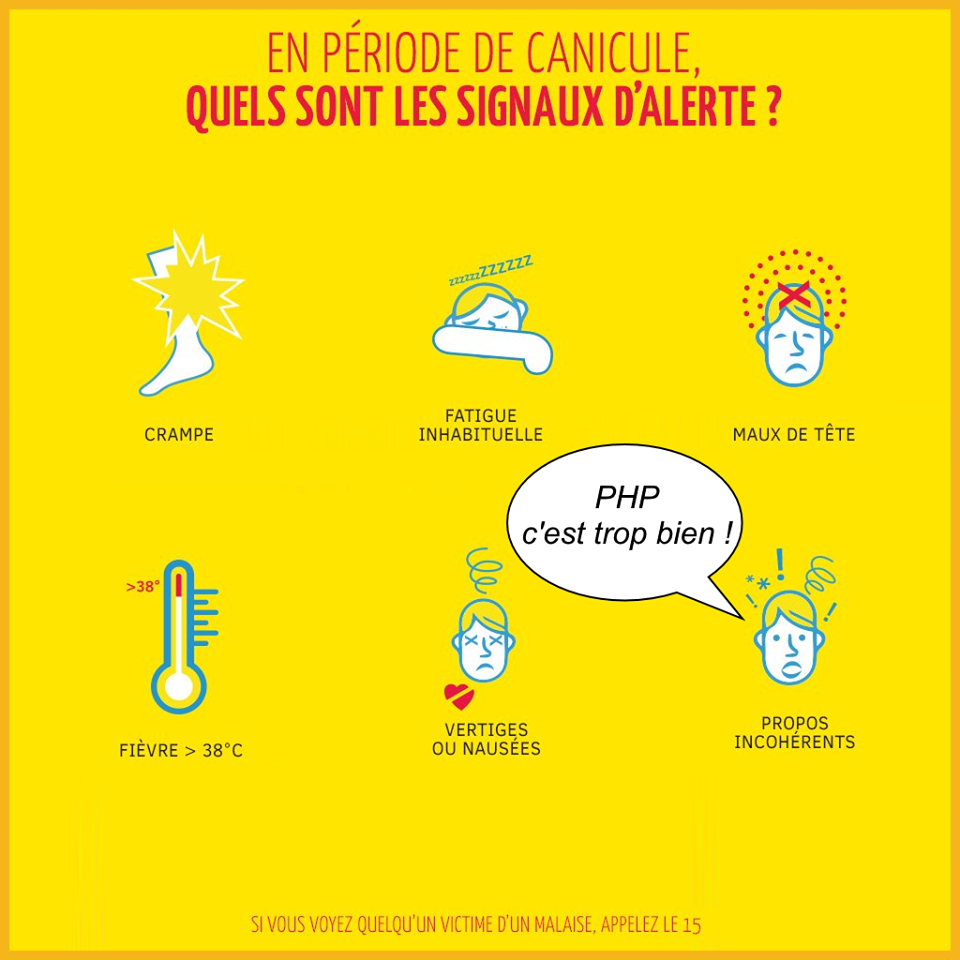 EN PÉRIODE DE CANICULE,
QUELS SONT LES SIGNAUX D'ALERTE ?
zzzzzzZZZZZZ
CRAMPE
FATIGUE
INHABITUELLE
MAUX DE TÊTE
PHP
c'est trop bien !
>38°
FIÈVRE > 38°C
VERTIGES
OU NAUSÉES
PROPOS
INCOHÉRENTS
SI VOUS VOYEZ QUELQU'UN VICTIME D'UN MALAISE, APPELEZ LE 15